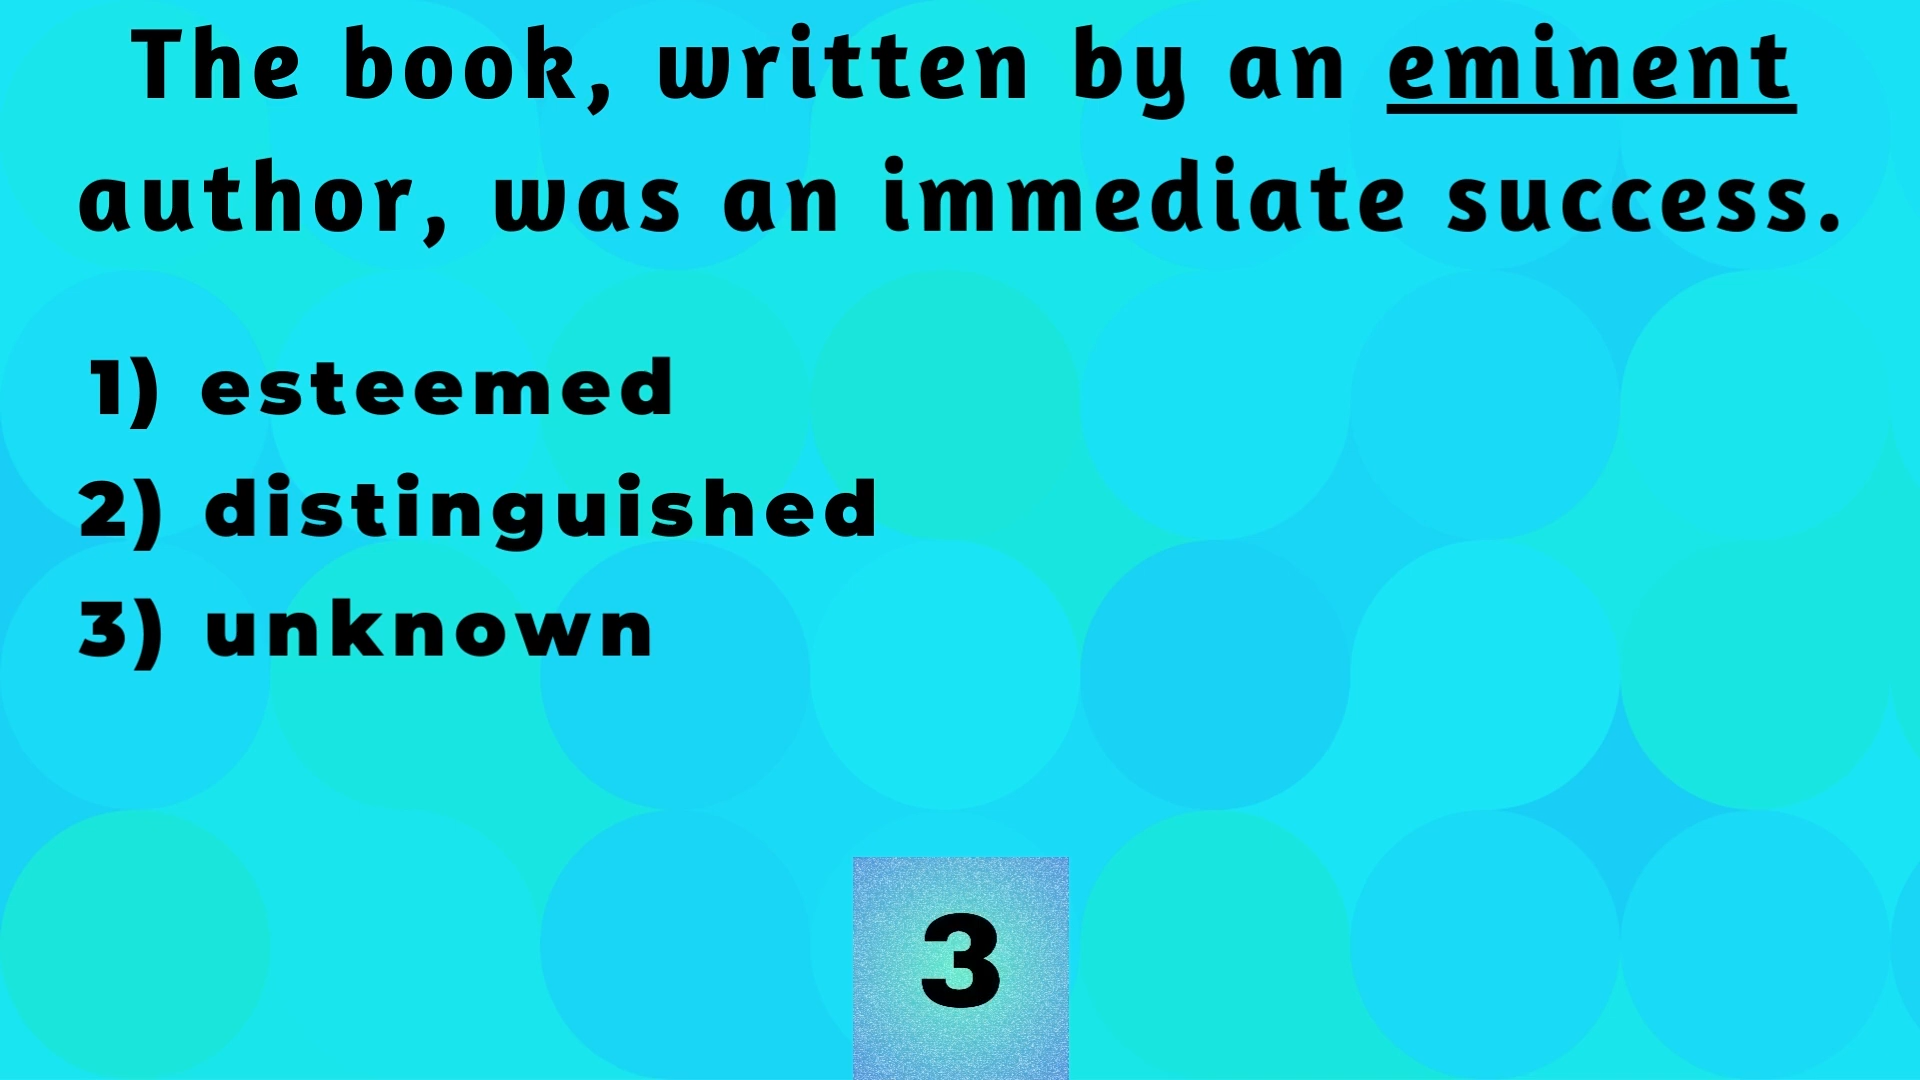 The book, written by an eminent
author, was an immediate success.
1) esteemed
2) distinguished
3) unknown
3